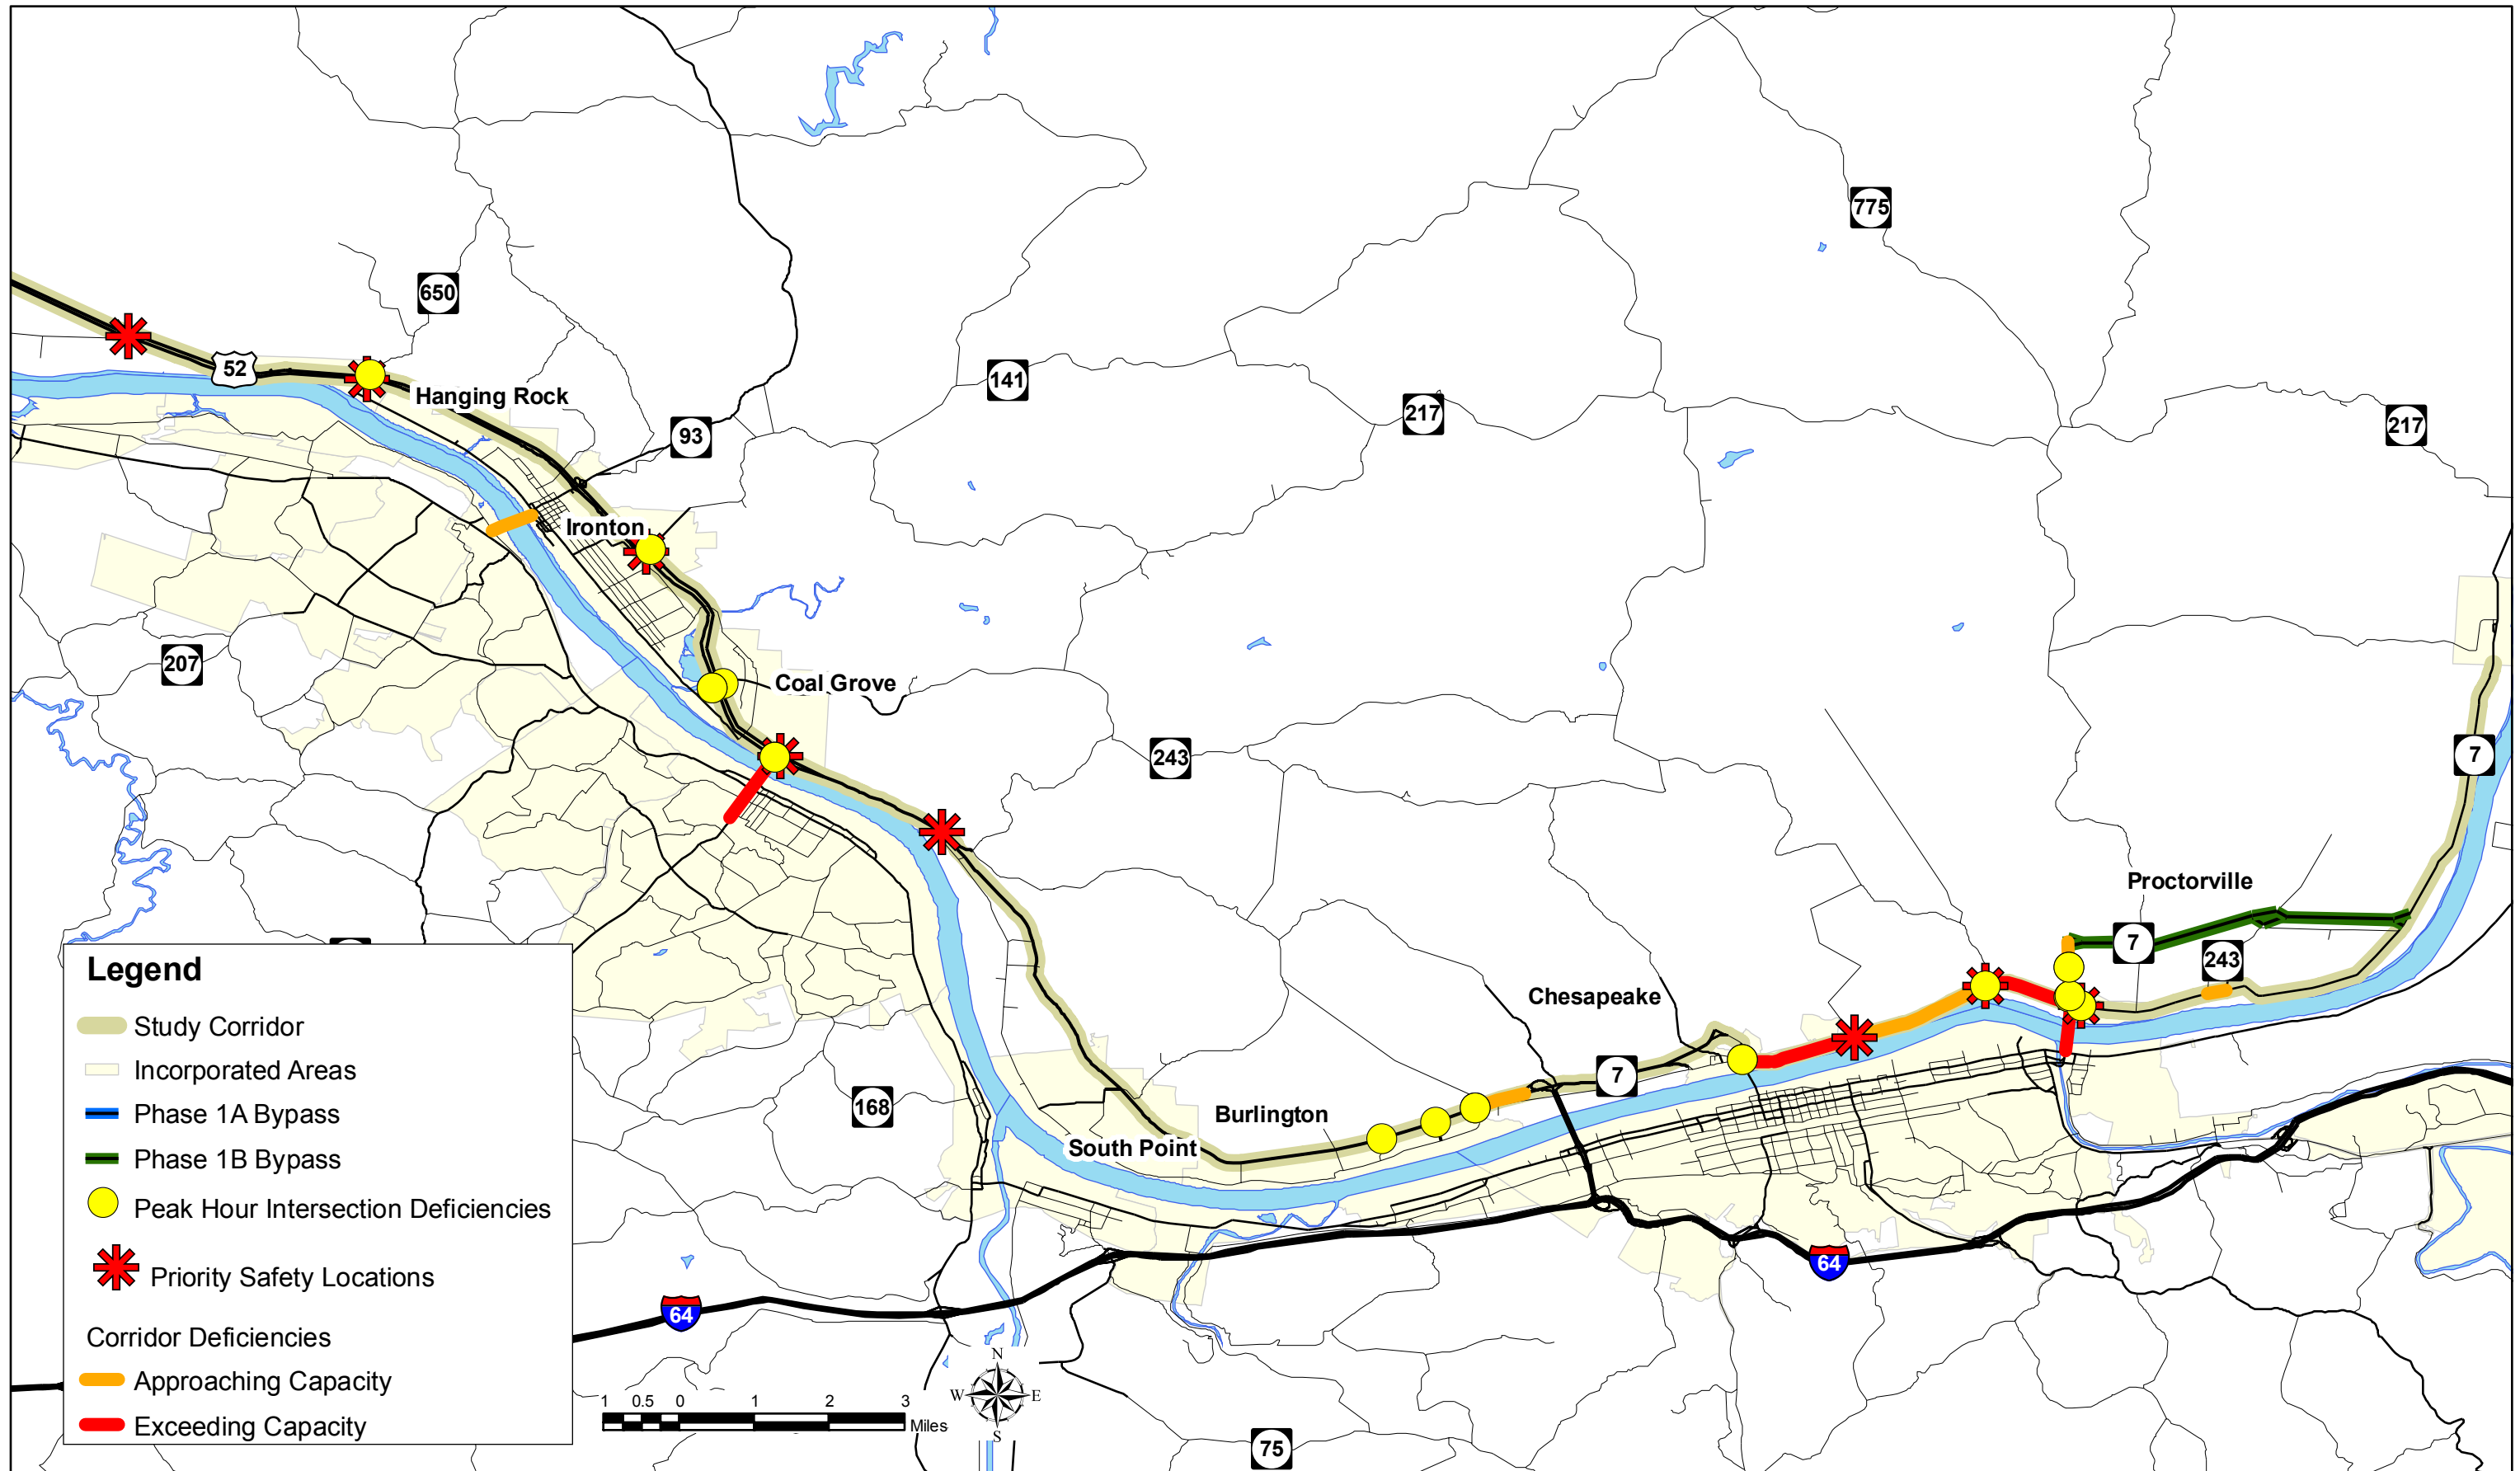 775
650
52
Hanging Rock
141
217
217
93
Ironton
207
Coal Grove
243
7
Proctorville
7
243
Chesapeake
7
Burlington
168
South Point
64
64
75
Legend
Study Corridor
Incorporated Areas
Phase 1A Bypass
Phase 1B Bypass
Peak Hour Intersection Deficiencies
Priority Safety Locations
Corridor Deficiencies
Approaching Capacity
Exceeding Capacity
1 0.5 0 1 2 3
Miles
N
W E
S